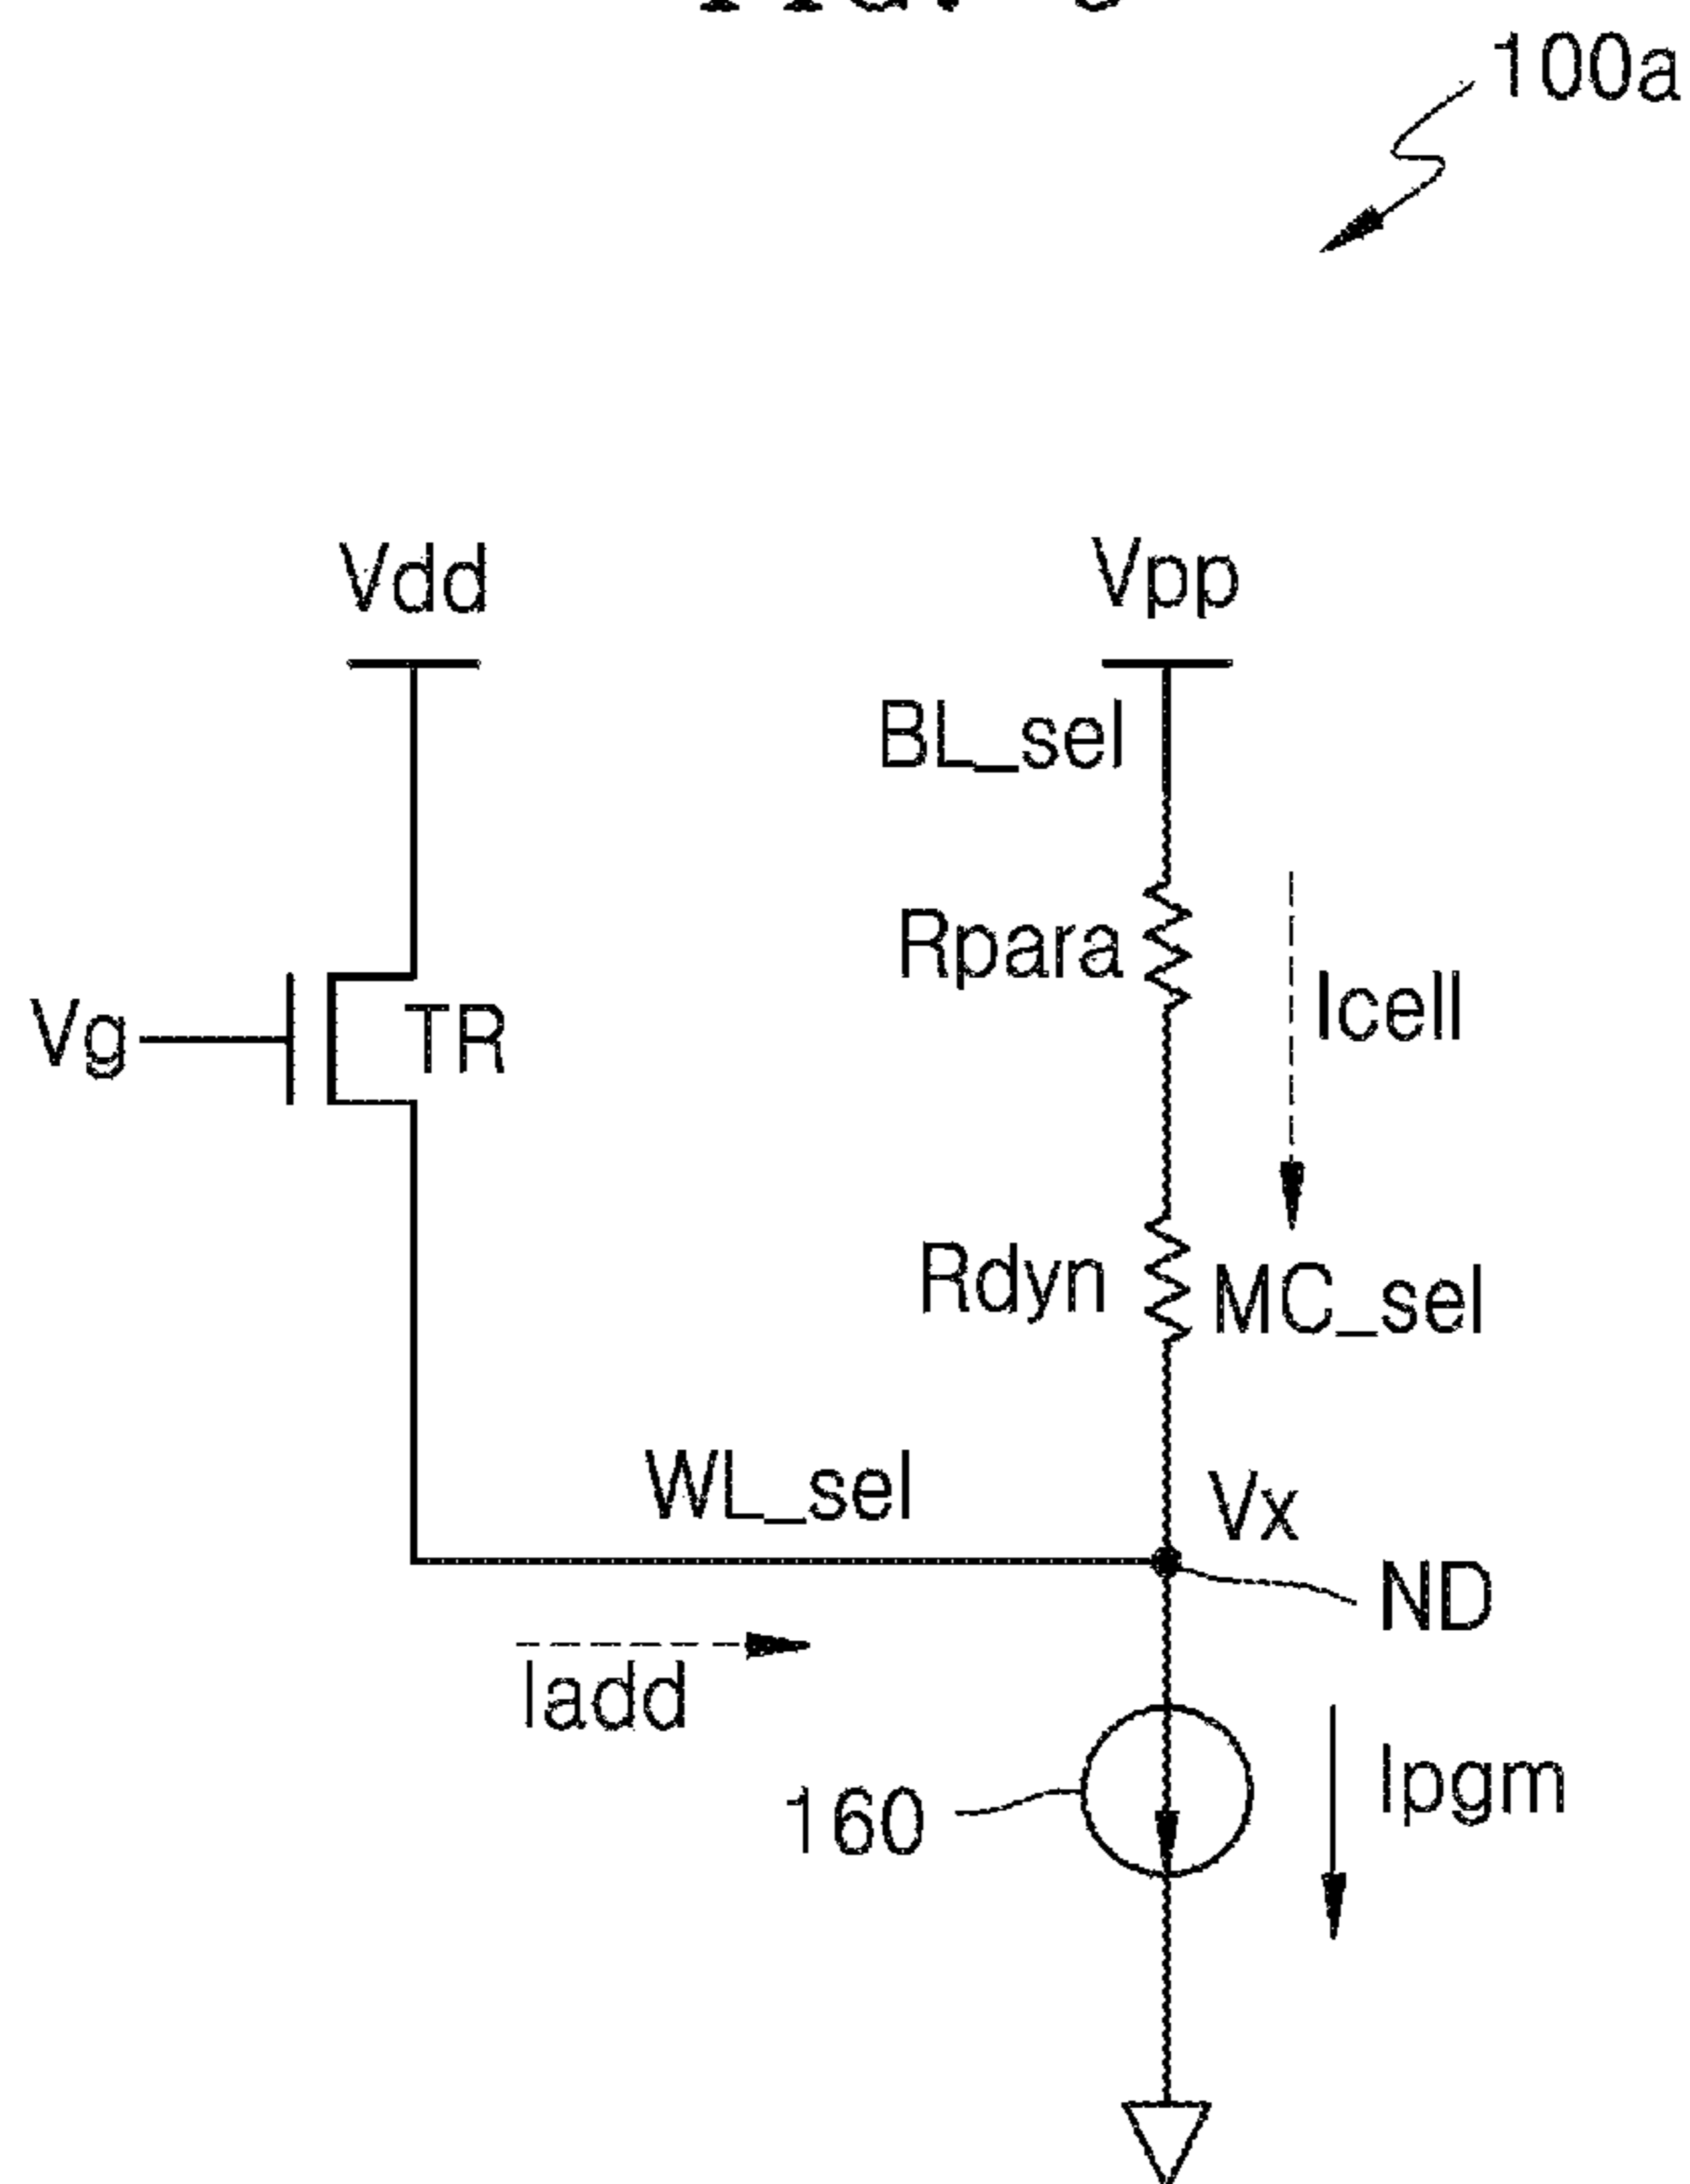 100a
Vdd
Vpp
BL_sel
Rpara
Icell
Vg
TR
Rdyn
MC_sel
WL_sel
Vx
ND
Iadd
160
Ipgm